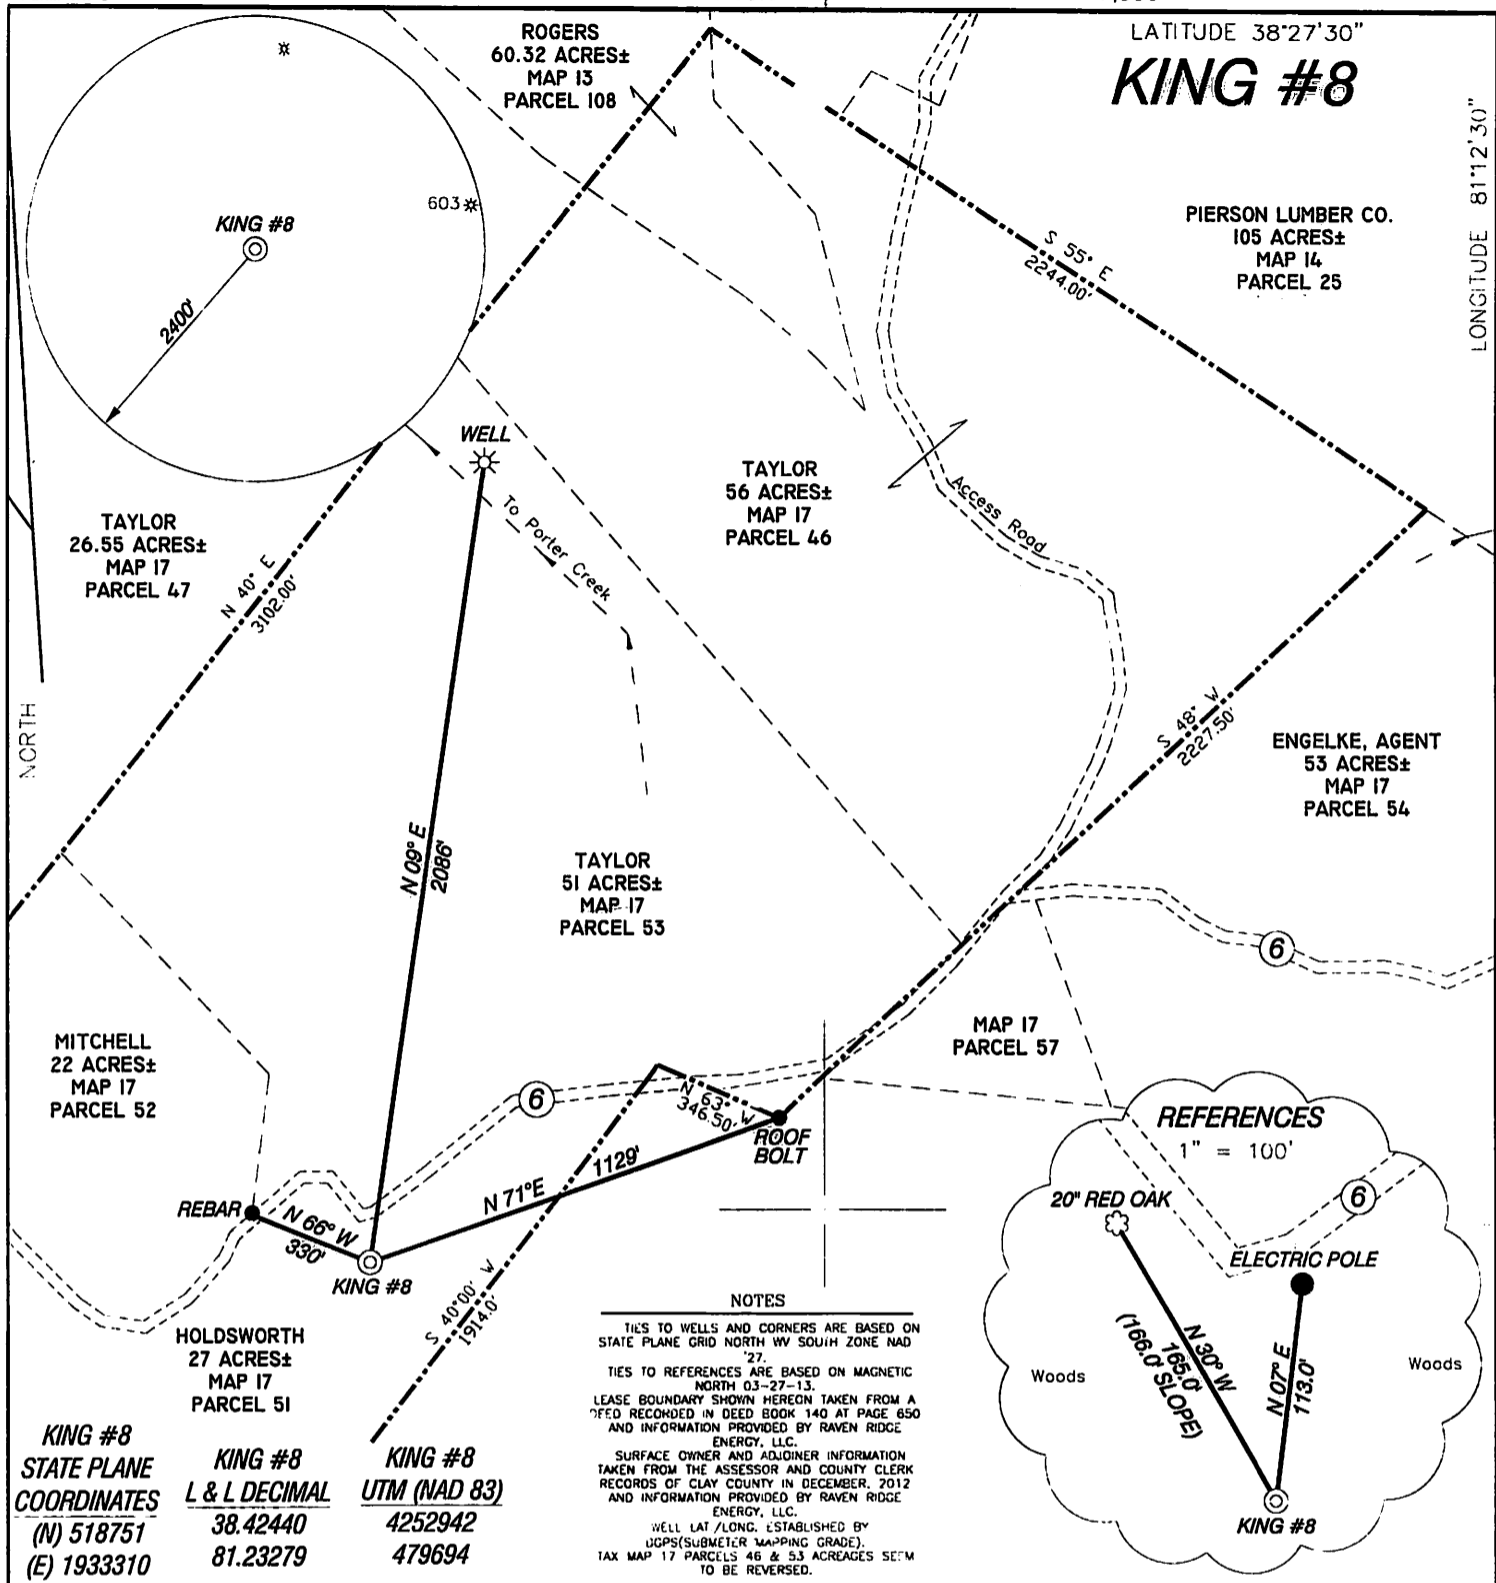 LATITUDE 38°27'30"
KING #8
LONGITUDE 81°12'30"
ROGERS
60.32 ACRES±
MAP 13
PARCEL 108
603
KING #8
2400'
PIERSON LUMBER CO.
105 ACRES±
MAP 14
PARCEL 25
S 55° E
2244.00'
WELL
TAYLOR
26.55 ACRES±
MAP 17
PARCEL 47
To Porter Creek
TAYLOR
56 ACRES±
MAP 17
PARCEL 46
Access Road
N 40° E
3102.00'
NORTH
S 48° W
2227.50'
ENGELKE, AGENT
53 ACRES±
MAP 17
PARCEL 54
N 09° E
2086'
TAYLOR
51 ACRES±
MAP 17
PARCEL 53
6
MITCHELL
22 ACRES±
MAP 17
PARCEL 52
MAP 17
PARCEL 57
6
N 63° W
346.50'
ROOF
BOLT
N 71°E
1129'
REBAR
N 66° W
330'
KING #8
S 40°00' W
1914.0'
HOLDSWORTH
27 ACRES±
MAP 17
PARCEL 51
REFERENCES
1" = 100'
20" RED OAK
6
ELECTRIC POLE
N 30° W
165.0'
(166.0' SLOPE)
N 07° E
113.0'
Woods
Woods
KING #8
NOTES
TIES TO WELLS AND CORNERS ARE BASED ON
STATE PLANE GRID NORTH WV SOUTH ZONE NAD
'27.
TIES TO REFERENCES ARE BASED ON MAGNETIC
NORTH 03-27-13.
LEASE BOUNDARY SHOWN HEREON TAKEN FROM A
DEED RECORDED IN DEED BOOK 140 AT PAGE 650
AND INFORMATION PROVIDED BY RAVEN RIDGE
ENERGY, LLC.
SURFACE OWNER AND ADJOINER INFORMATION
TAKEN FROM THE ASSESSOR AND COUNTY CLERK
RECORDS OF CLAY COUNTY IN DECEMBER, 2012
AND INFORMATION PROVIDED BY RAVEN RIDGE
ENERGY, LLC.
WELL LAT./LONG. ESTABLISHED BY
DGPS(SUBMETER MAPPING GRADE).
TAX MAP 17 PARCELS 46 & 53 ACREAGES SEEM
TO BE REVERSED.
KING #8
STATE PLANE
COORDINATES
(N) 518751
(E) 1933310
KING #8
L & L DECIMAL
38.42440
81.23279
KING #8
UTM (NAD 83)
4252942
479694